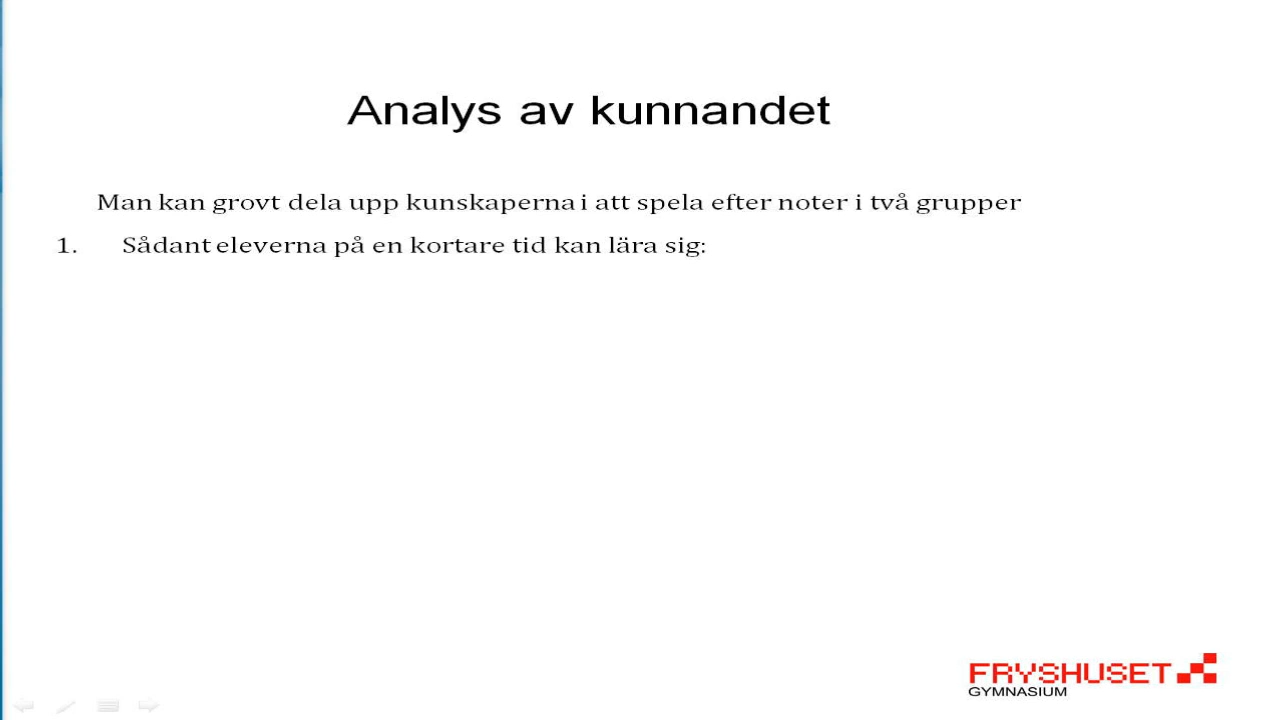 Analys av kunnandet
Man kan grovt dela upp kunskaperna i att spela efter noter i två grupper
1. Sådant eleverna på en kortare tid kan lära sig:
FRYSHUSET
GYMNASIUM